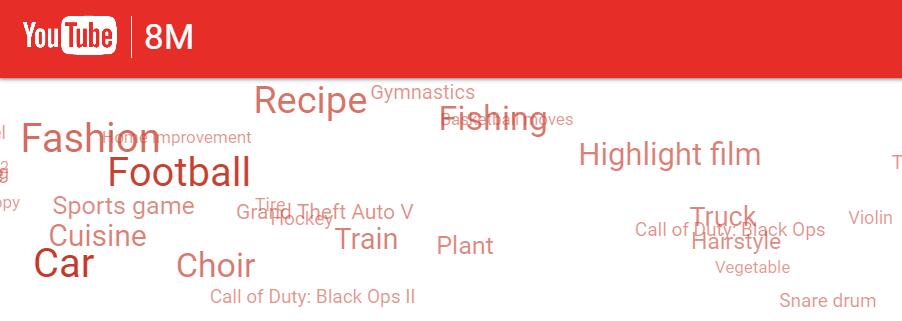 YouTube 8M
Recipe
Gymnastics
Fishing
Basketball moves
Fashion
Home improvement
Highlight film
Football
Sports game
Tire
Grand Theft Auto V
Hockey
Truck
Violin
Cuisine
Train
Plant
Call of Duty: Black Ops
Hairstyle
Car
Choir
Vegetable
Call of Duty: Black Ops II
Snare drum